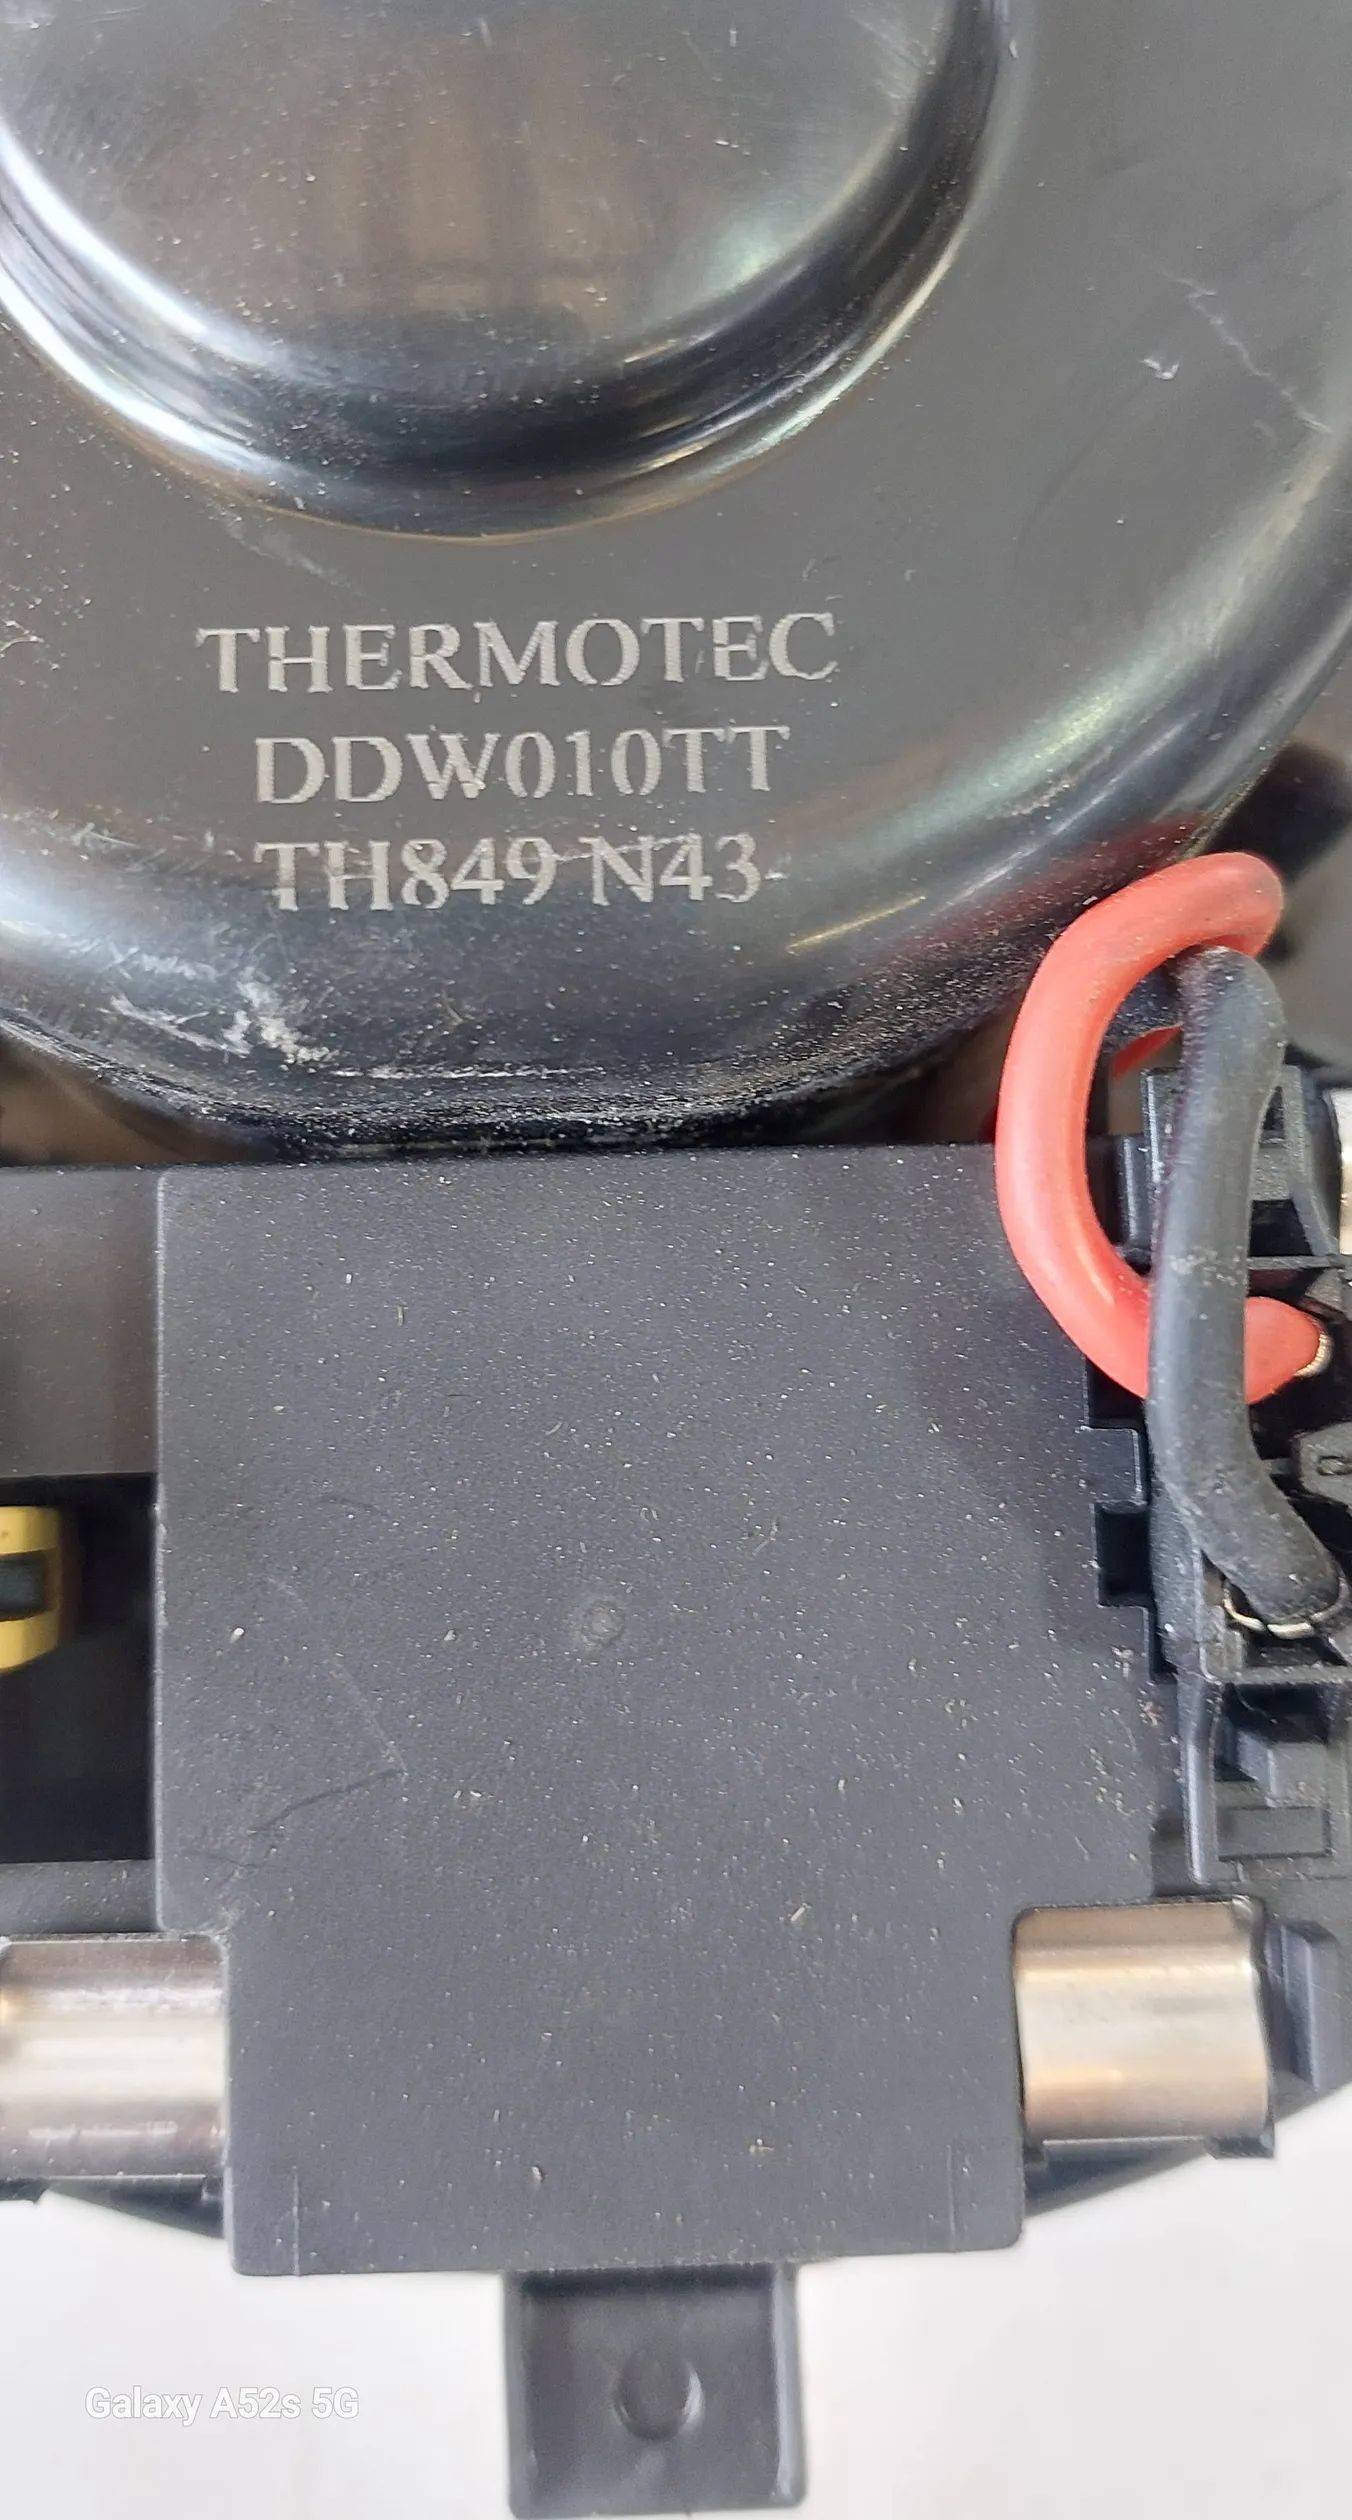 THERMOTEC
DDW010TT
TH849 N43
Galaxy A52s 5G